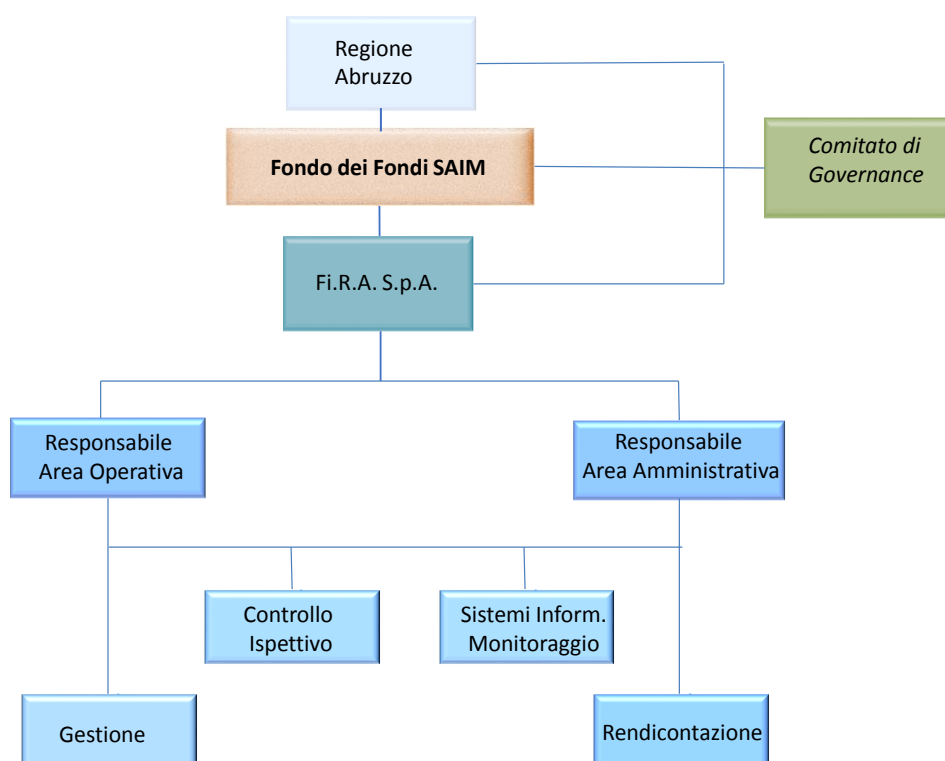 Regione
Abruzzo
Fondo dei Fondi SAIM
Comitato di
Governance
Fi.R.A. S.p.A.
Responsabile
Area Operativa
Responsabile
Area Amministrativa
Controllo
Ispettivo
Sistemi Inform.
Monitoraggio
Gestione
Rendicontazione